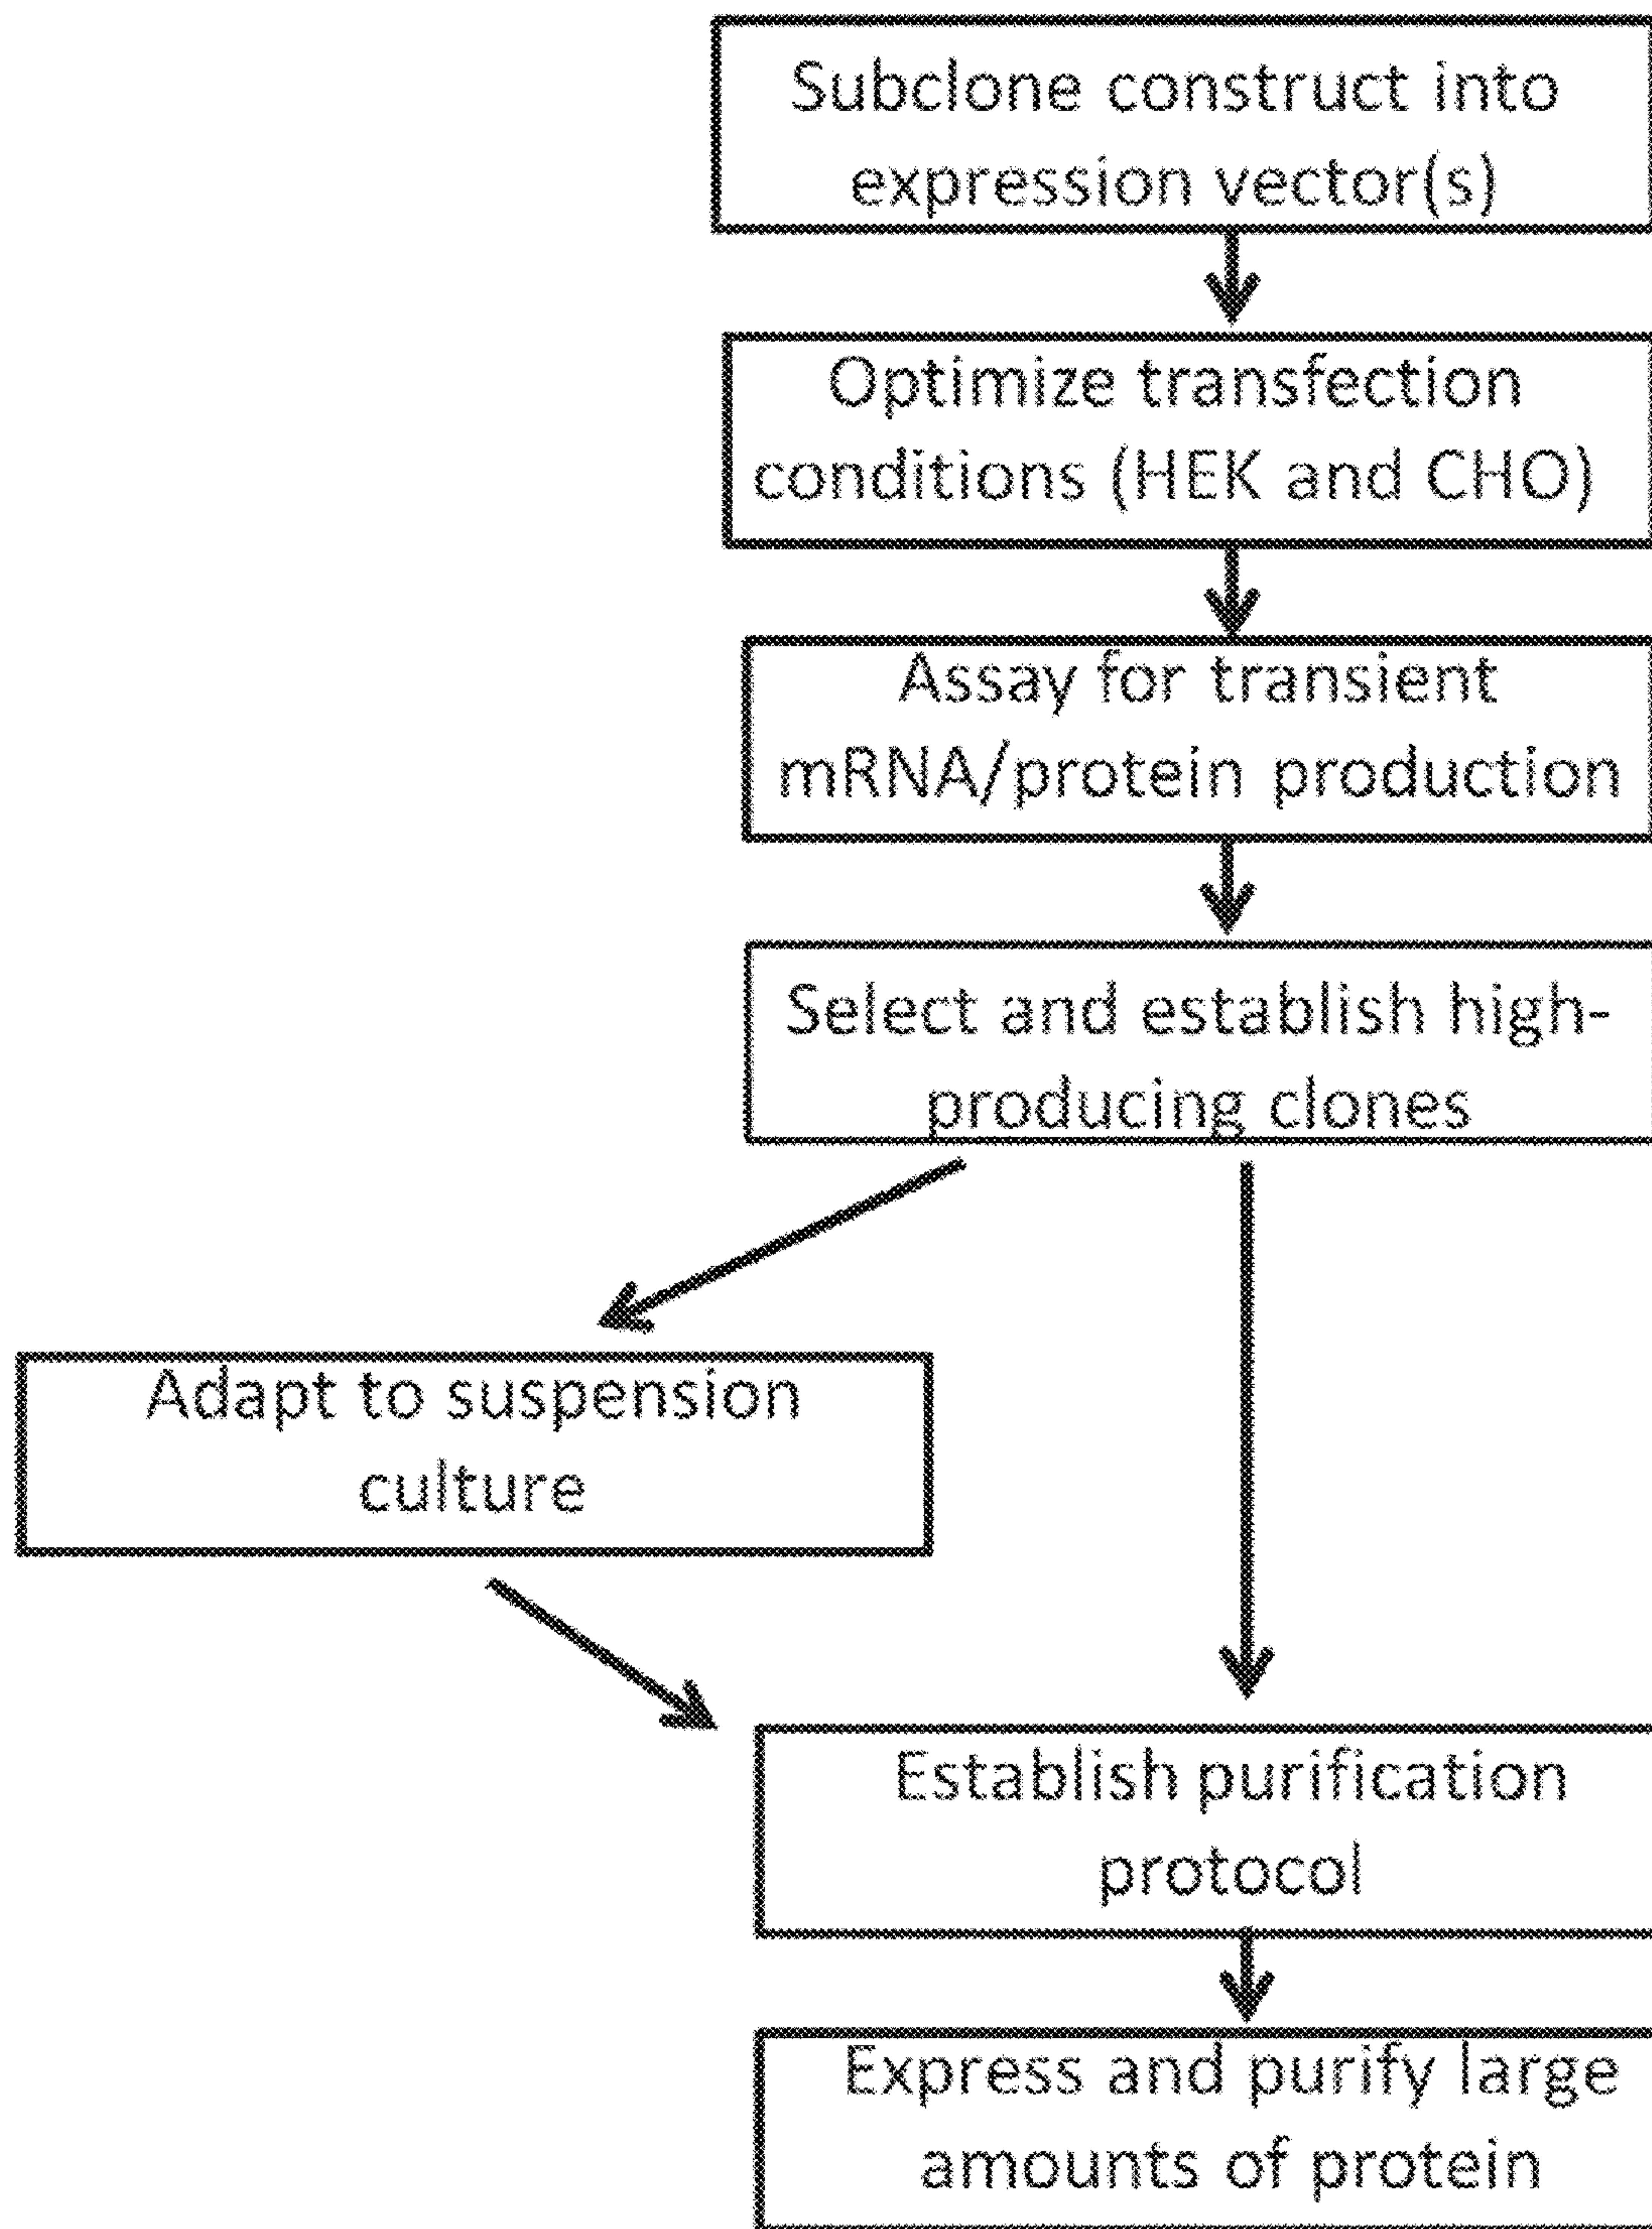 Subclone construct into
expression vector(s)
Optimize transfection
conditions (HEK and CHO)
Assay for transient
mRNA/protein production
Select and establish high-
producing clones
Adapt to suspension
culture
Establish purification
protocol
Express and purify large
amounts of protein